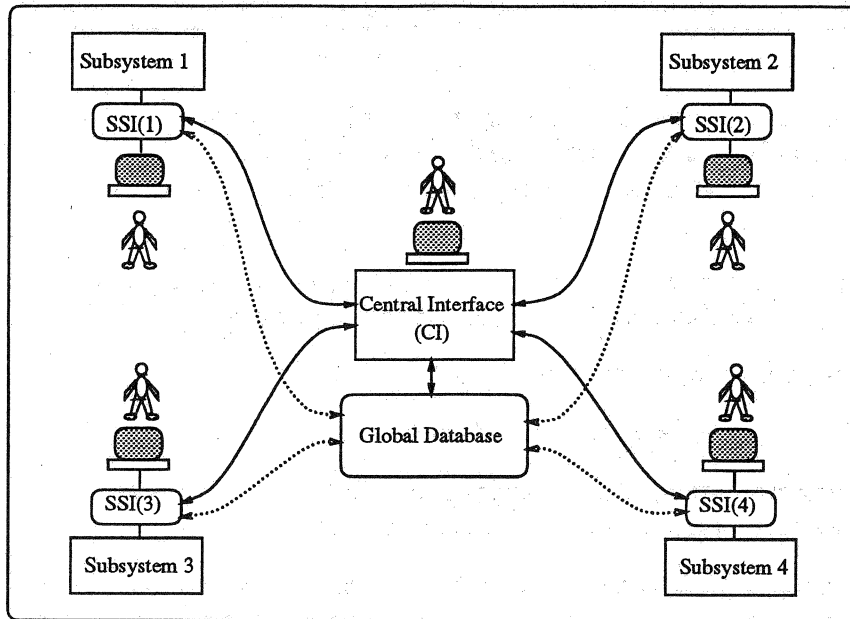 Subsystem 1
SSI(1)
Subsystem 2
SSI(2)
Central Interface
(CI)
Global Database
SSI(3)
Subsystem 3
SSI(4)
Subsystem 4